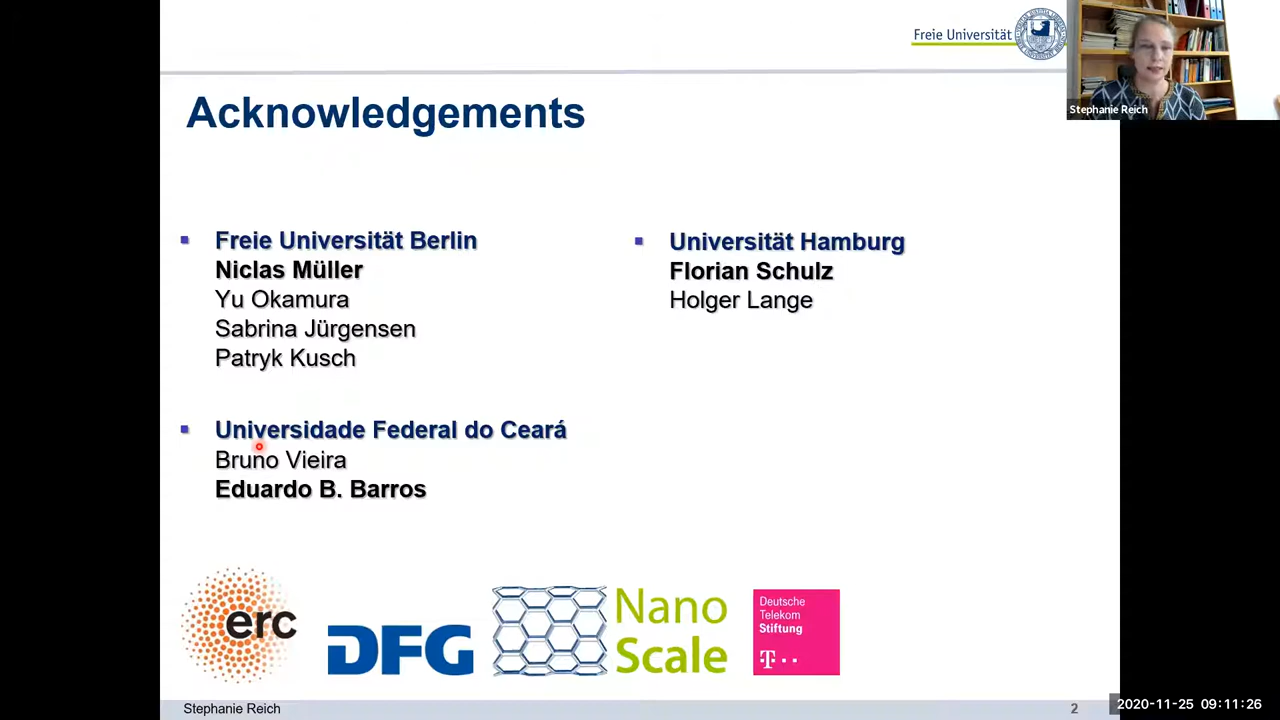 Freie Universität
Stephanie Reich
Acknowledgements
Freie Universität Berlin
Niclas Müller
Yu Okamura
Sabrina Jürgensen
Patryk Kusch
Universität Hamburg
Florian Schulz
Holger Lange
Universidade Federal do Ceará
Bruno Vieira
Eduardo B. Barros
erc
DFG
Nano
Scale
Deutsche
Telekom
Stiftung
T
Stephanie Reich
2
2020-11-25 09:11:26